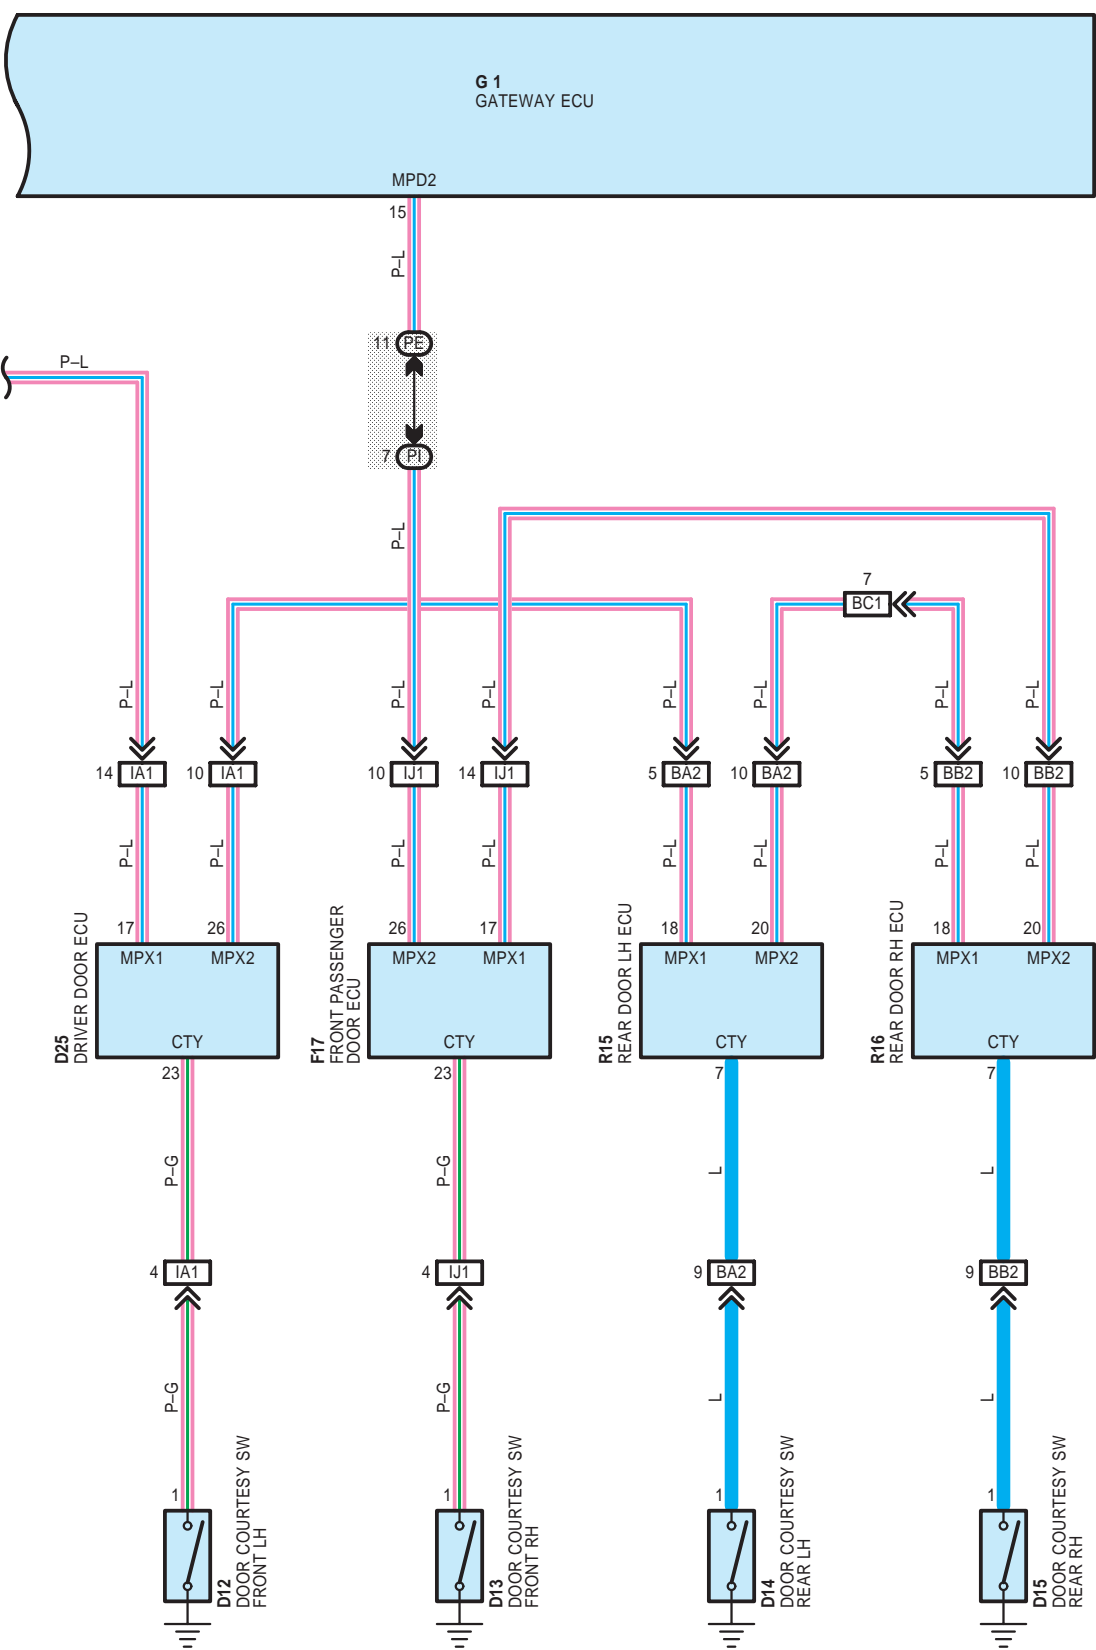 G 1
GATEWAY ECU
MPD2
15
P–L
11 PE
P–L
7 PI
P–L
7
BC1
P–L P–L P–L P–L P–L P–L P–L P–L
14 IA1 10 IA1 10 IJ1 14 IJ1 5 BA2 10 BA2 5 BB2 10 BB2
P–L P–L P–L P–L P–L P–L P–L P–L
17 26 26 17 18 20 18 20
MPX1 MPX2 MPX2 MPX1 MPX1 MPX2 MPX1 MPX2
D25
DRIVER DOOR ECU
F17
FRONT PASSENGER
DOOR ECU
R15
REAR DOOR LH ECU
R16
REAR DOOR RH ECU
CTY CTY CTY CTY
23 23 7 7
P–G P–G L L
4 IA1 4 IJ1 9 BA2 9 BB2
P–G P–G L L
1 1 1 1
D12
DOOR COURTESY SW
FRONT LH
D13
DOOR COURTESY SW
FRONT RH
D14
DOOR COURTESY SW
REAR LH
D15
DOOR COURTESY SW
REAR RH